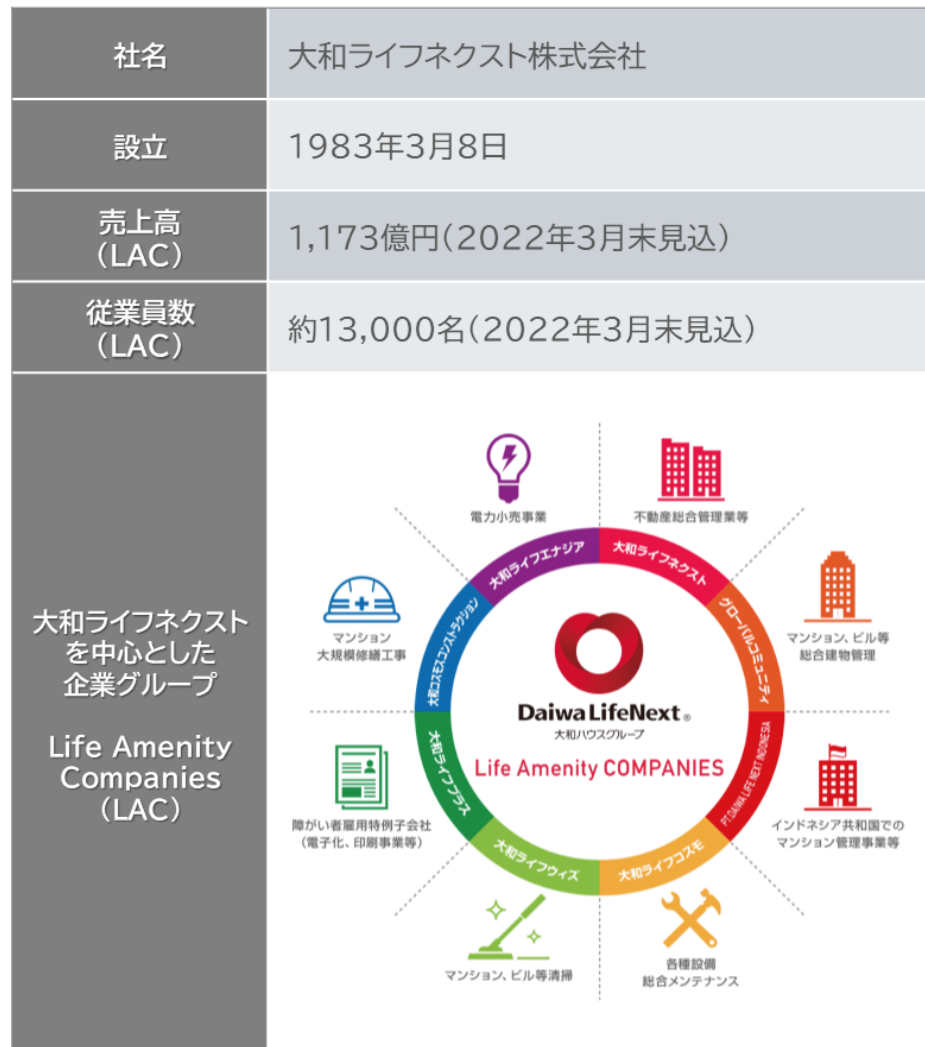 社名
大和ライフネクスト株式会社
設立
1983年3月8日
売上高
（LAC）
1,173億円（2022年3月末見込）
従業員数
（LAC）
約13,000名（2022年3月末見込）
大和ライフネクスト
を中心とした
企業グループ
Life Amenity
Companies
（LAC）
電力小売事業
不動産総合管理業等
大和ライフエナジア
大和ライフネクスト
マンション
大規模修繕工事
大和コスモスコンストラクション
グローバルコミュニティ
マンション、ビル等
総合建物管理
Daiwa LifeNext®
大和ハウスグループ
Life Amenity COMPANIES
障がい者雇用特例子会社
（電子化、印刷事業等）
大和ライフプラス
PT.DAIWA LIFE NEXT INDONESIA
インドネシア共和国での
マンション管理事業等
大和ライフウィズ
大和ライフコスモ
マンション、ビル等清掃
各種設備
総合メンテナンス